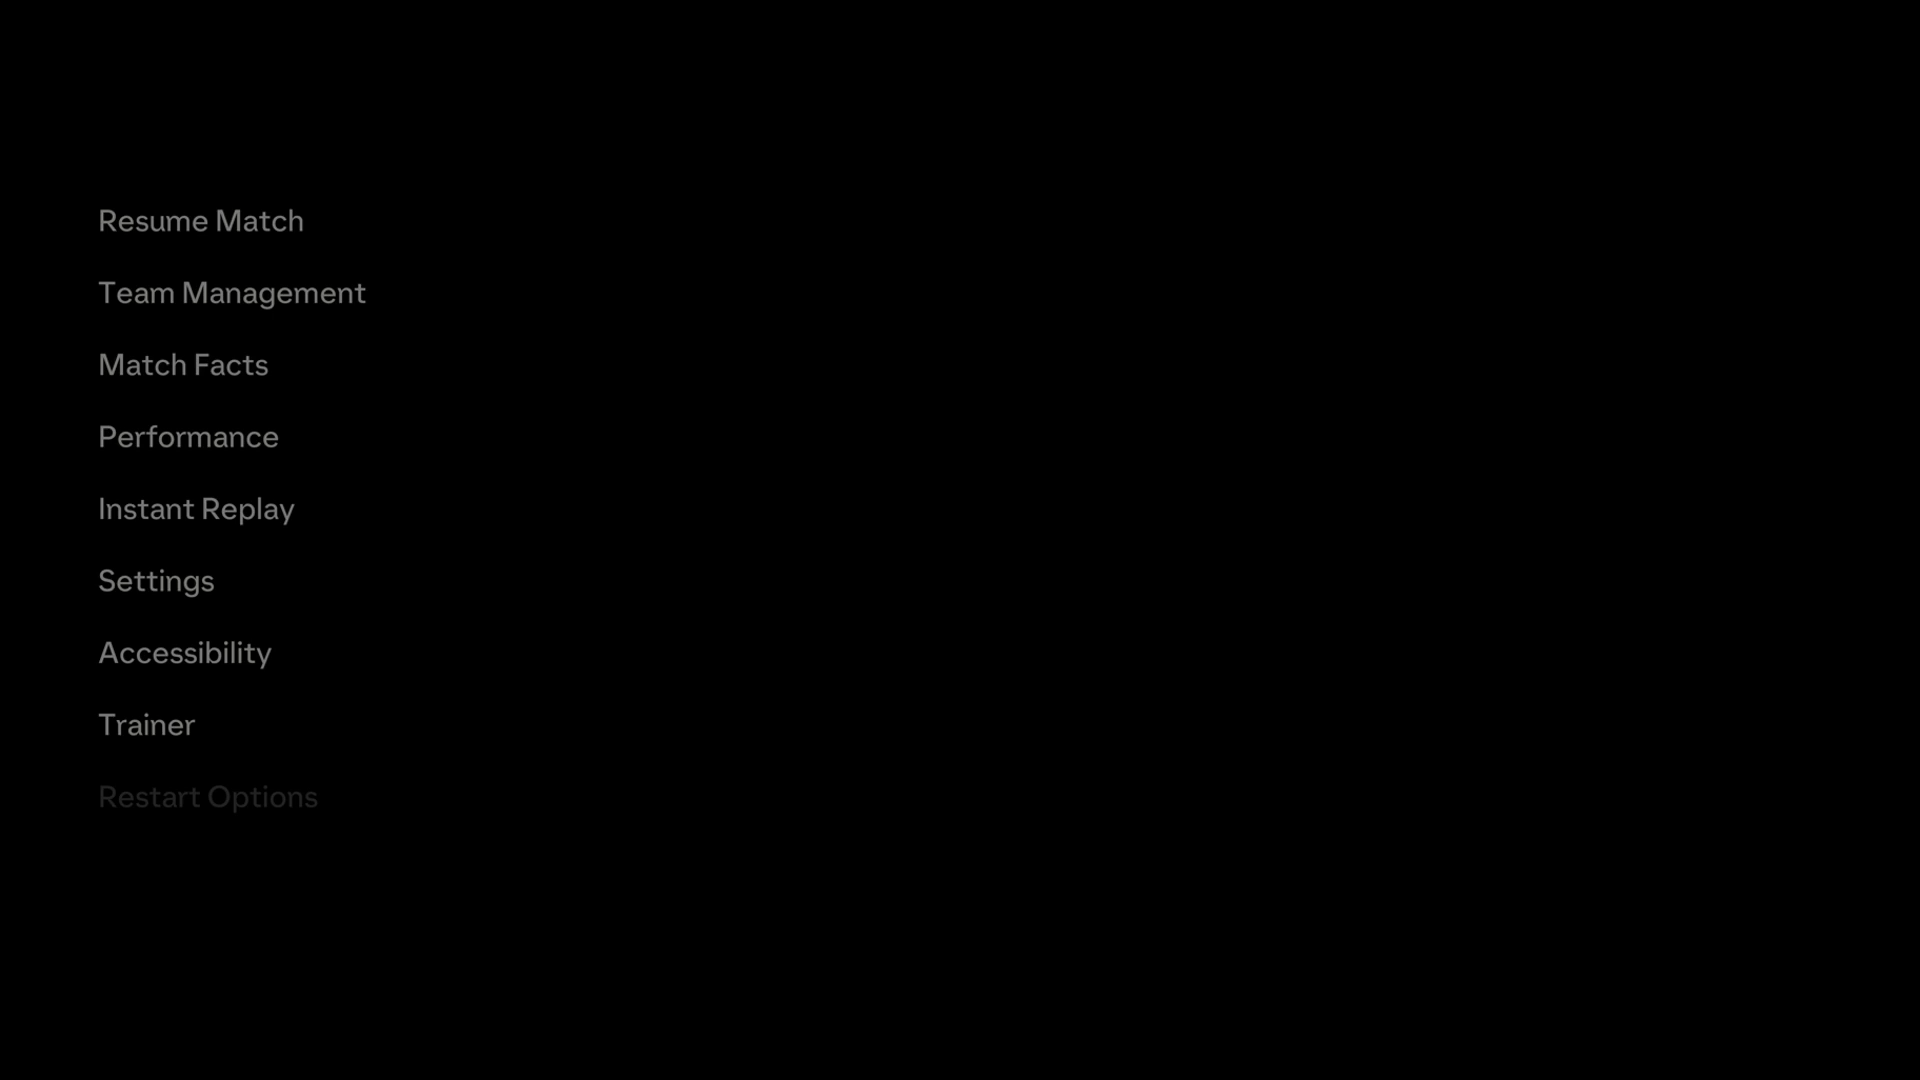 Resume Match
Team Management
Match Facts
Performance
Instant Replay
Settings
Accessibility
Trainer
Restart Options